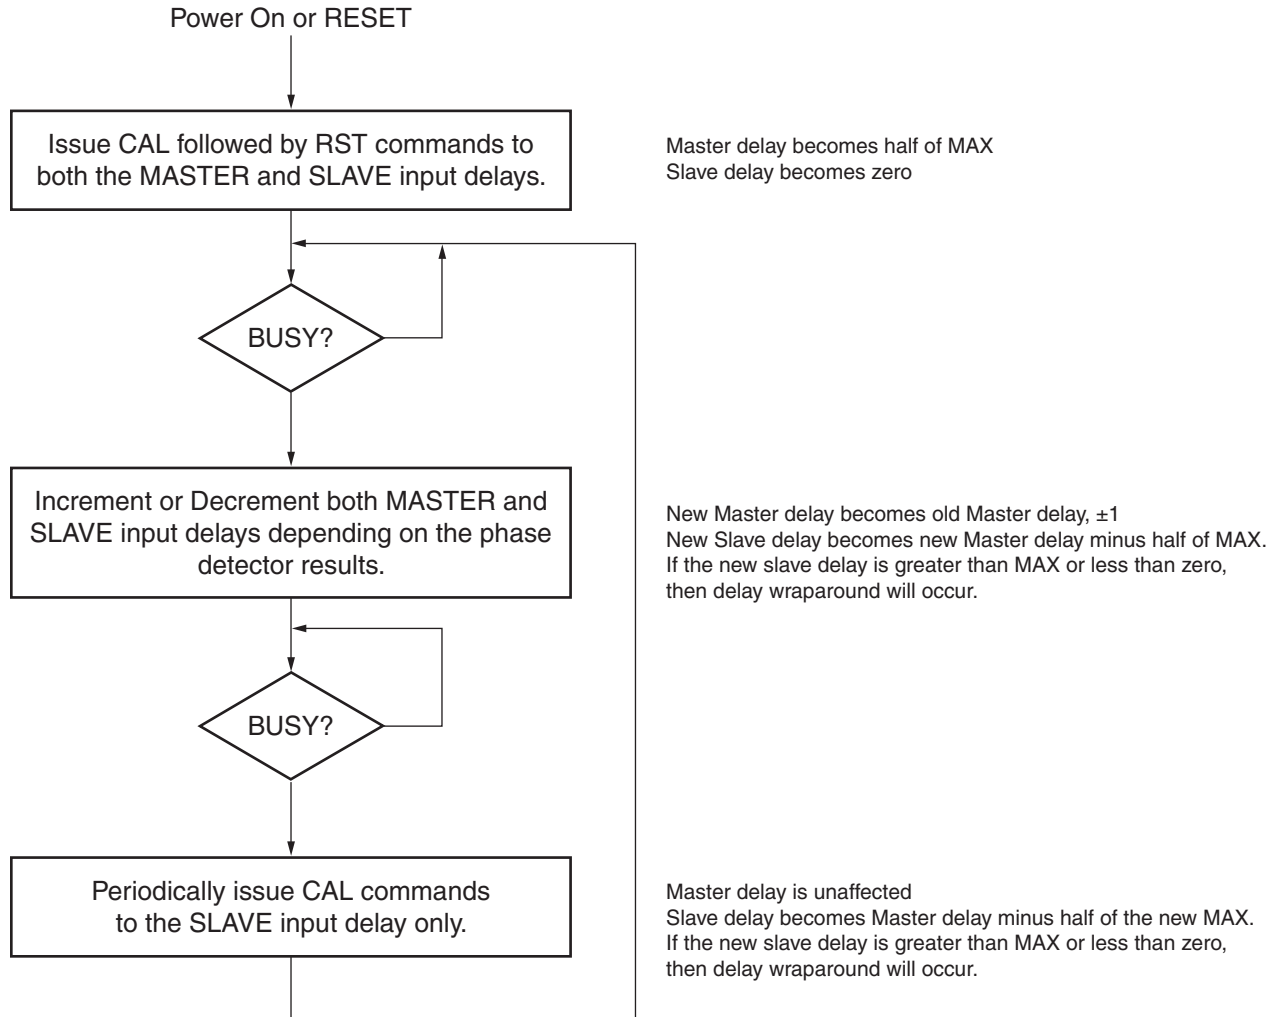 Power On or RESET
Issue CAL followed by RST commands to
both the MASTER and SLAVE input delays.
Master delay becomes half of MAX
Slave delay becomes zero
BUSY?
Increment or Decrement both MASTER and
SLAVE input delays depending on the phase
detector results.
New Master delay becomes old Master delay, ±1
New Slave delay becomes new Master delay minus half of MAX.
If the new slave delay is greater than MAX or less than zero,
then delay wraparound will occur.
BUSY?
Periodically issue CAL commands
to the SLAVE input delay only.
Master delay is unaffected
Slave delay becomes Master delay minus half of the new MAX.
If the new slave delay is greater than MAX or less than zero,
then delay wraparound will occur.